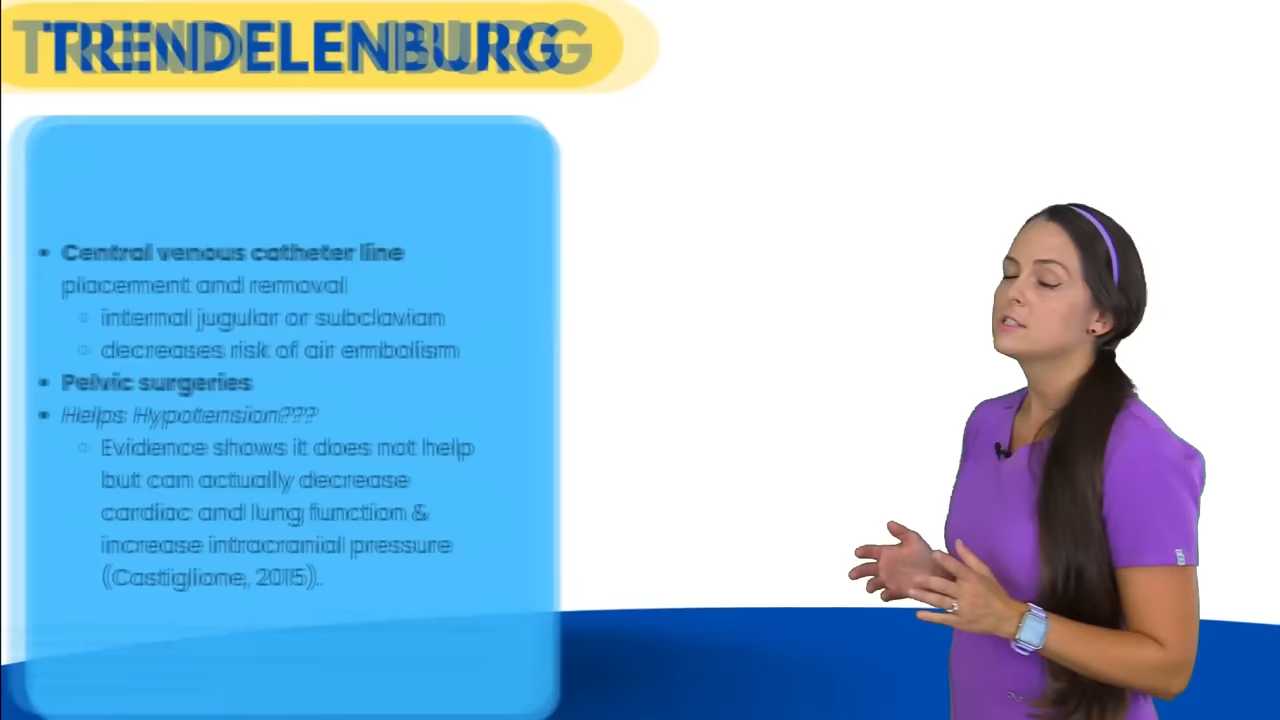 TRENDELENBURG
• Central venous catheter line
placement and removal
○ internal jugular or subclavian
○ decreases risk of air embolism
• Pelvic surgeries
• Helps Hypotension???
○ Evidence shows it does not help
but can actually decrease
cardiac and lung function &
increase intracranial pressure
(Castiglione, 2015).